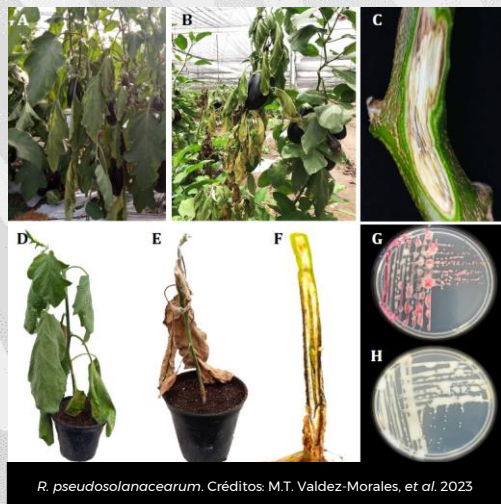 A
B
C
D
E
F
G
H
R. pseudosolanacearum. Créditos: M.T. Valdez-Morales, et al. 2023